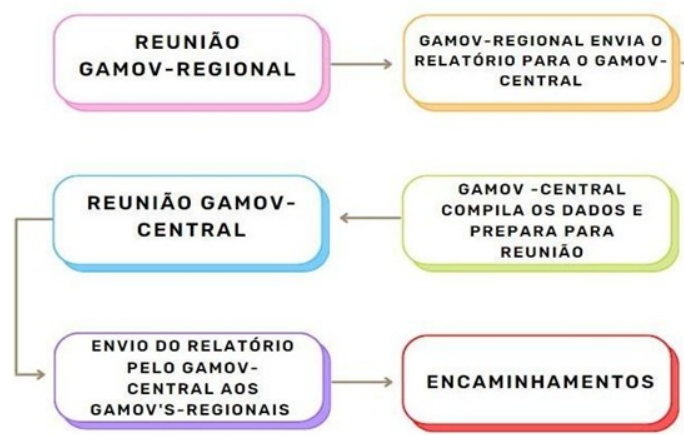 REUNIÃO
GAMOV-REGIONAL
GAMOV-REGIONAL ENVIA O
RELATÓRIO PARA O GAMOV-
CENTRAL
GAMOV -CENTRAL
COMPILA OS DADOS E
PREPARA PARA
REUNIÃO
REUNIÃO GAMOV-
CENTRAL
ENVIO DO RELATÓRIO
PELO GAMOV-
CENTRAL AOS
GAMOV'S-REGIONAIS
ENCAMINHAMENTOS